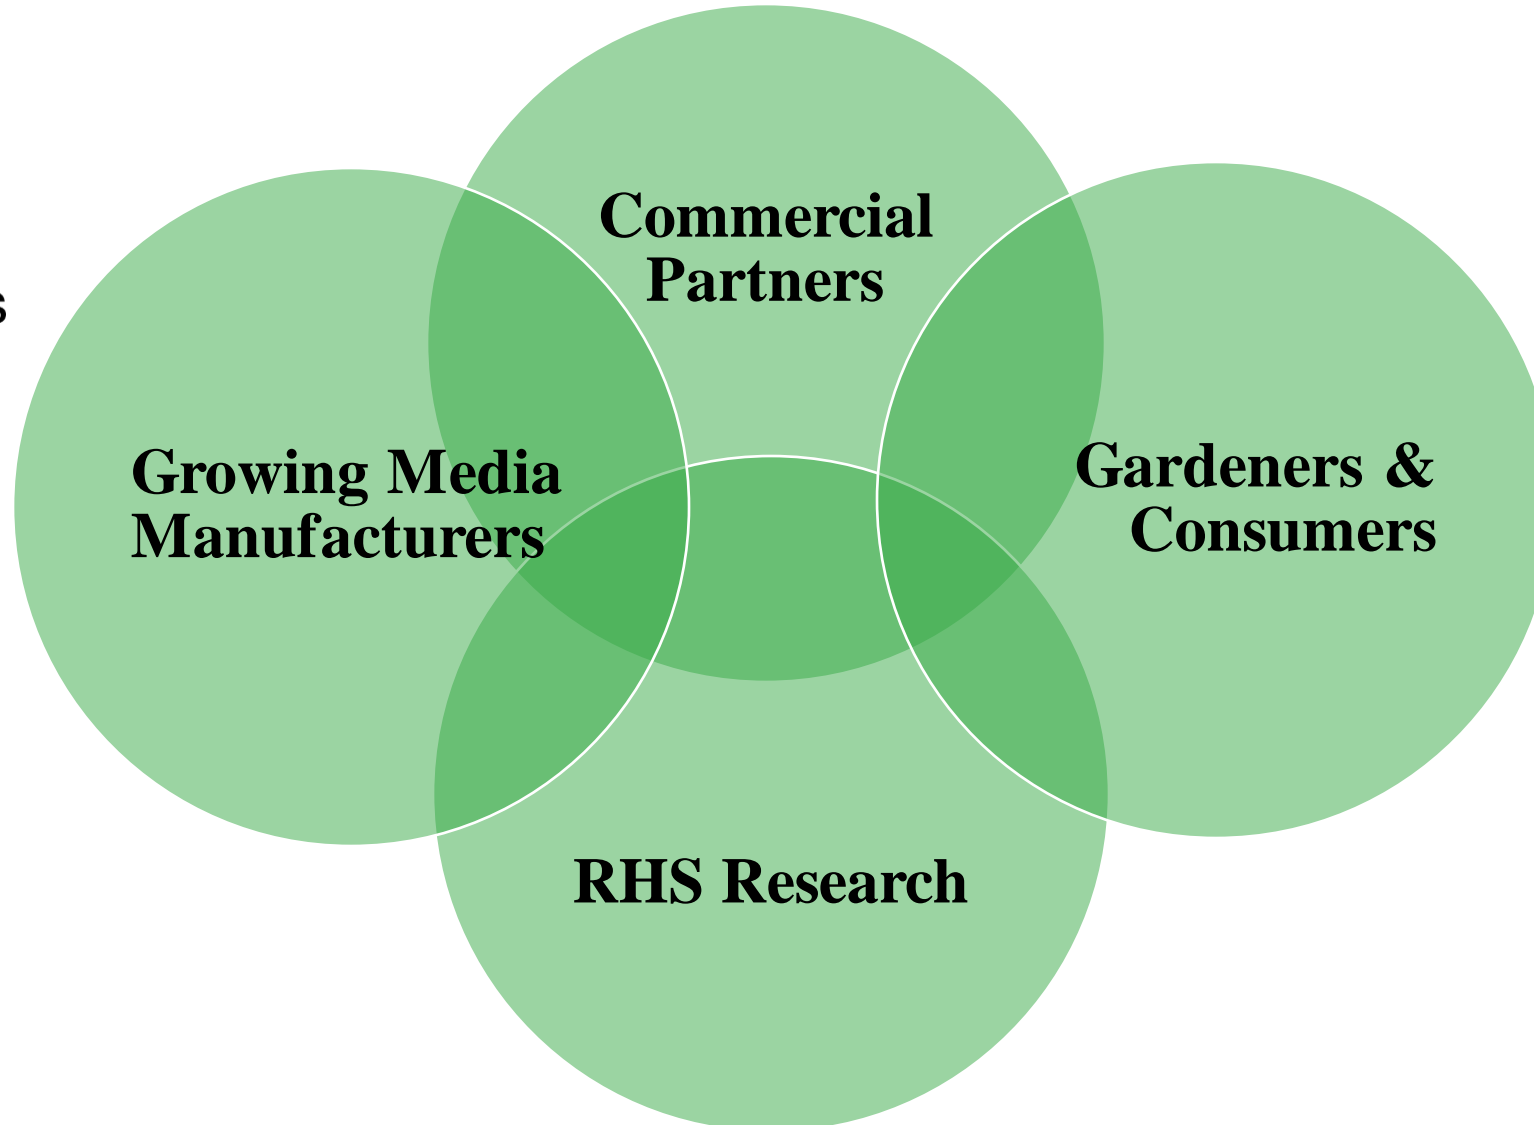 Commercial
Partners
Growing Media
Manufacturers
Gardeners &
Consumers
RHS Research